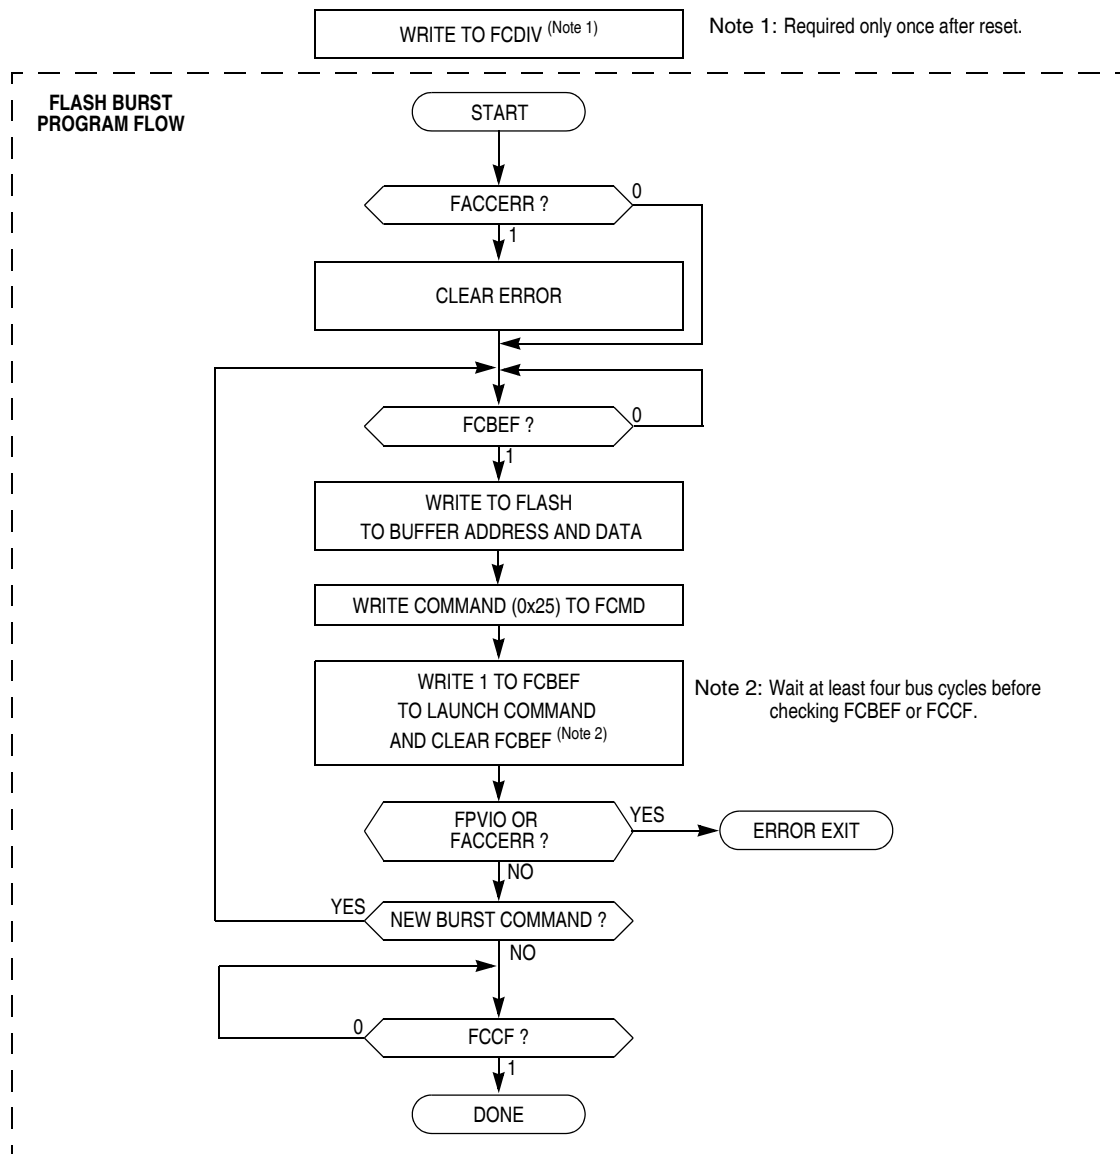 WRITE TO FCDIV (Note 1)
Note 1: Required only once after reset.
FLASH BURST
PROGRAM FLOW
START
FACCERR ?
0
1
CLEAR ERROR
FCBEF ?
0
1
WRITE TO FLASH
TO BUFFER ADDRESS AND DATA
WRITE COMMAND (0x25) TO FCMD
WRITE 1 TO FCBEF
TO LAUNCH COMMAND
AND CLEAR FCBEF (Note 2)
Note 2: Wait at least four bus cycles before
checking FCBEF or FCCF.
FPVIO OR
FACCERR ?
YES
ERROR EXIT
NO
YES
NEW BURST COMMAND ?
NO
0
FCCF ?
1
DONE